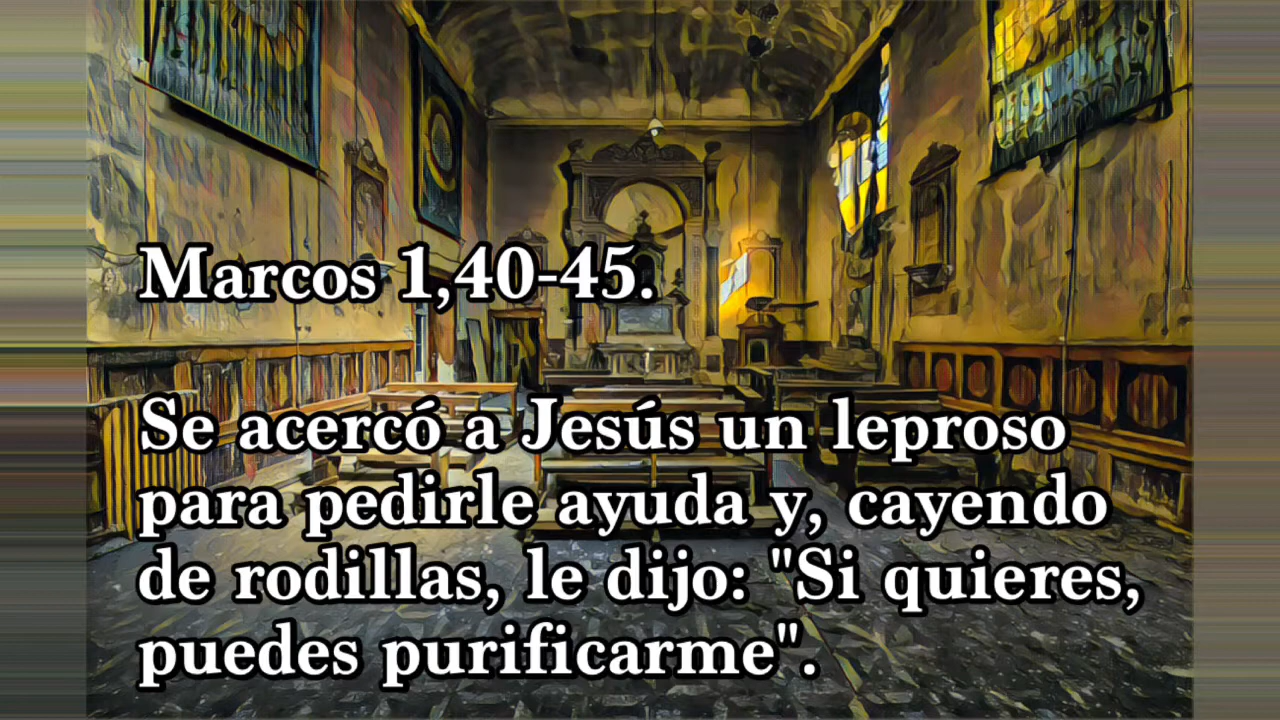 Marcos 1,40-45.
Se acercó a Jesús un leproso
para pedirle ayuda y, cayendo
de rodillas, le dijo: "Si quieres,
puedes purificarme".